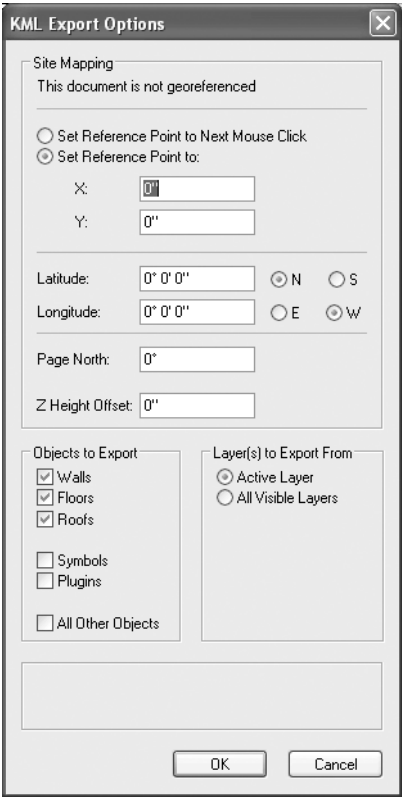 KML Export Options
Site Mapping
This document is not georeferenced
Set Reference Point to Next Mouse Click
Set Reference Point to:
X: 0"
Y: 0"
Latitude: 0° 0' 0" N S
Longitude: 0° 0' 0" E W
Page North: 0°
Z Height Offset: 0"
Objects to Export
Walls
Floors
Roofs
Symbols
Plugins
All Other Objects
Layer(s) to Export From
Active Layer
All Visible Layers
OK Cancel